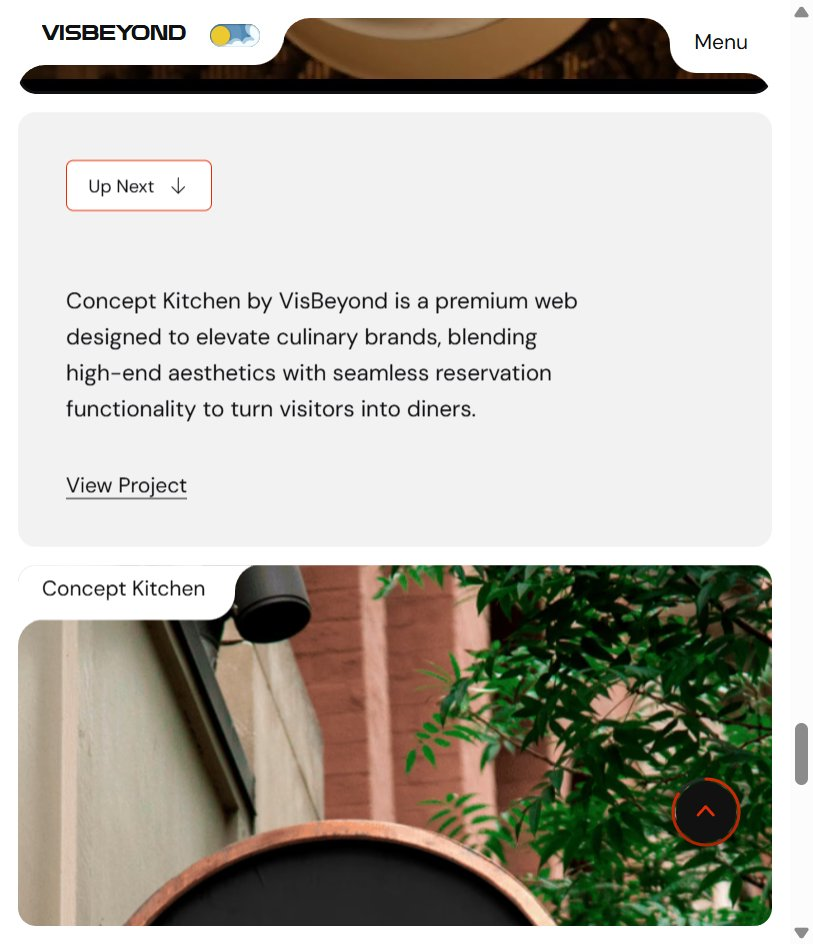 VISBEYOND
Menu
Up Next
Concept Kitchen by VisBeyond is a premium web
designed to elevate culinary brands, blending
high-end aesthetics with seamless reservation
functionality to turn visitors into diners.
View Project
Concept Kitchen